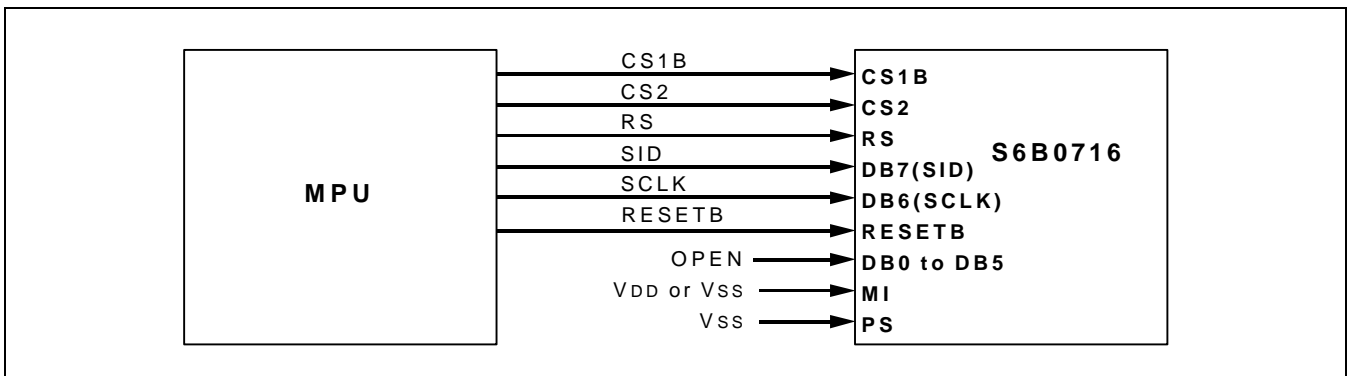 MPU
CS1B
CS2
RS
SID
SCLK
RESETB
OPEN
VDD or VSS
VSS
CS1B
CS2
RS
DB7(SID)
DB6(SCLK)
RESETB
DB0 to DB5
MI
PS
S6B0716